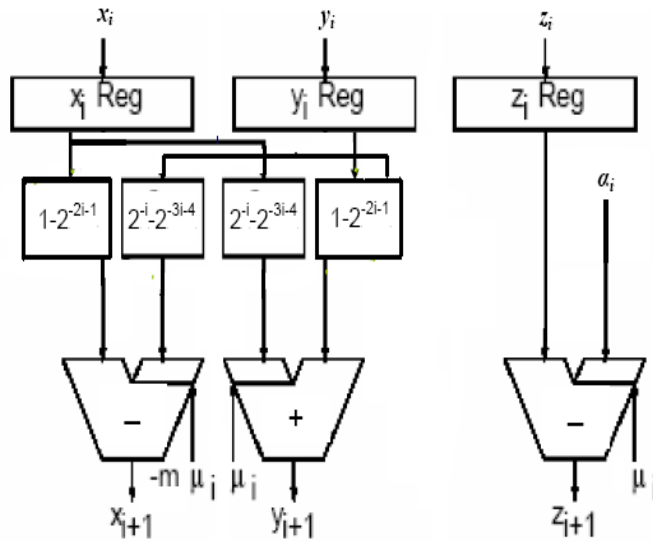 xᵢ yᵢ zᵢ
xᵢ Reg yᵢ Reg zᵢ Reg
αᵢ
1-2⁻²ⁱ⁻¹ 2⁻ⁱ-2⁻³ⁱ⁻⁴ 2⁻ⁱ-2⁻³ⁱ⁻⁴ 1-2⁻²ⁱ⁻¹
− + −
-m μᵢ μᵢ μᵢ
xᵢ₊₁ yᵢ₊₁ zᵢ₊₁